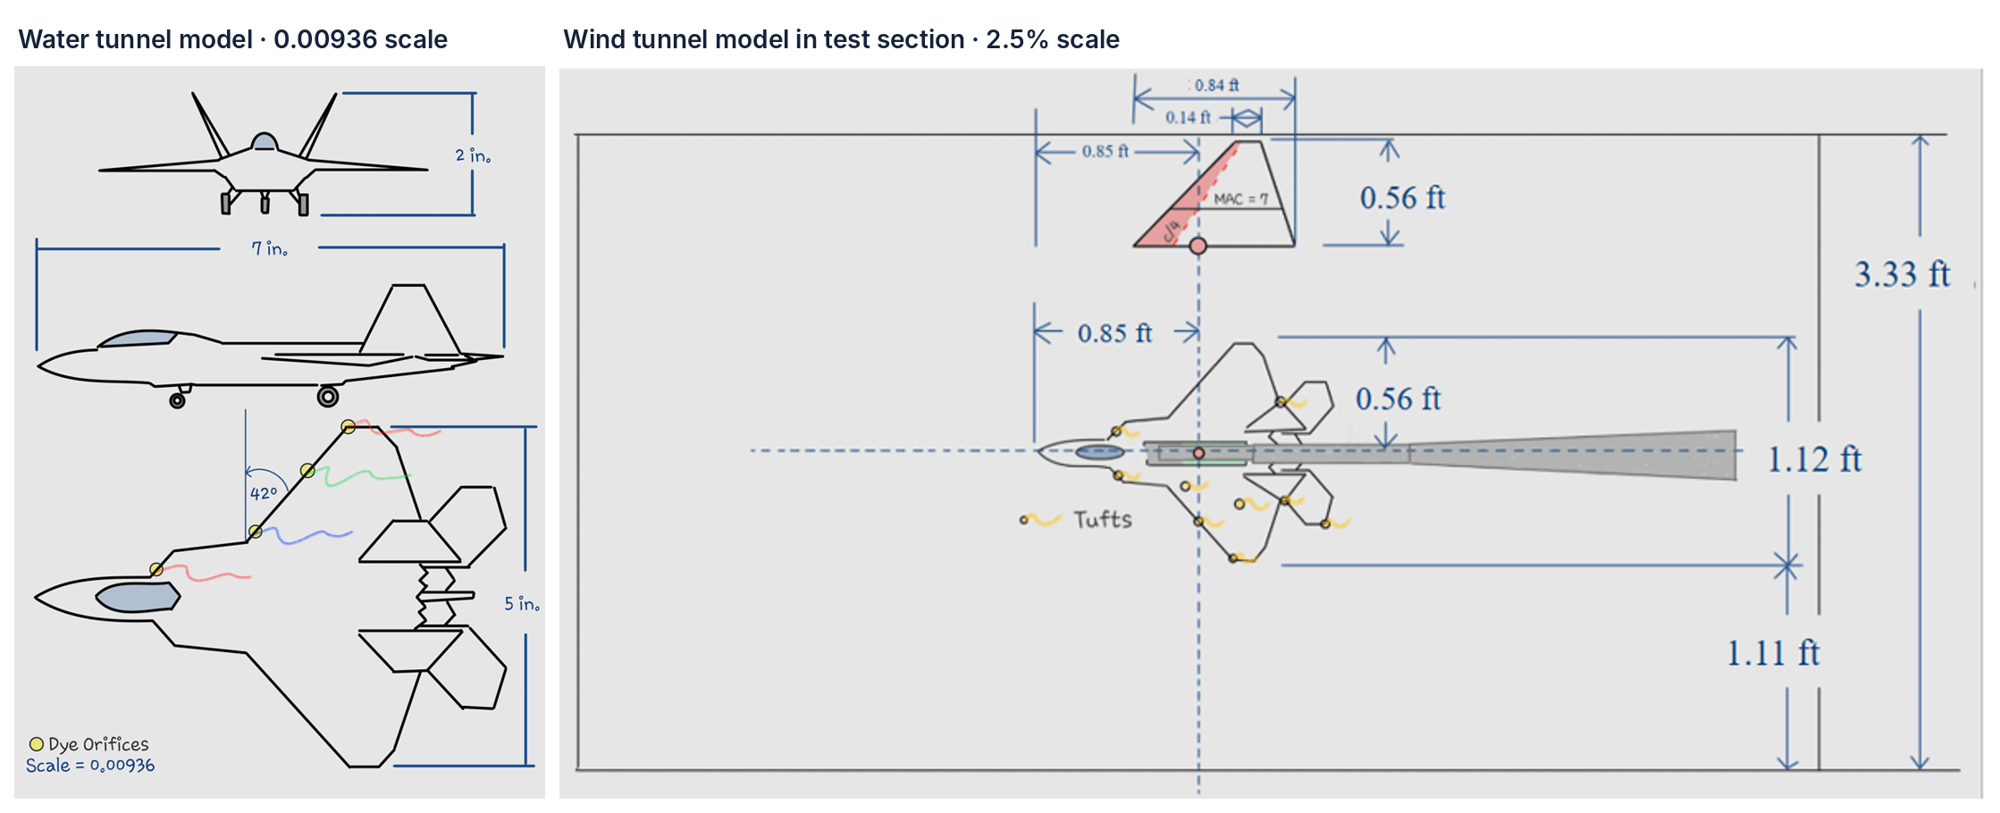 Water tunnel model · 0.00936 scale
2 in.
7 in.
42°
5 in.
Dye Orifices
Scale = 0.00936
Wind tunnel model in test section · 2.5% scale
0.84 ft
0.14 ft
0.85 ft
MAC = 7
c/4
0.56 ft
3.33 ft
0.85 ft
0.56 ft
1.12 ft
Tufts
1.11 ft